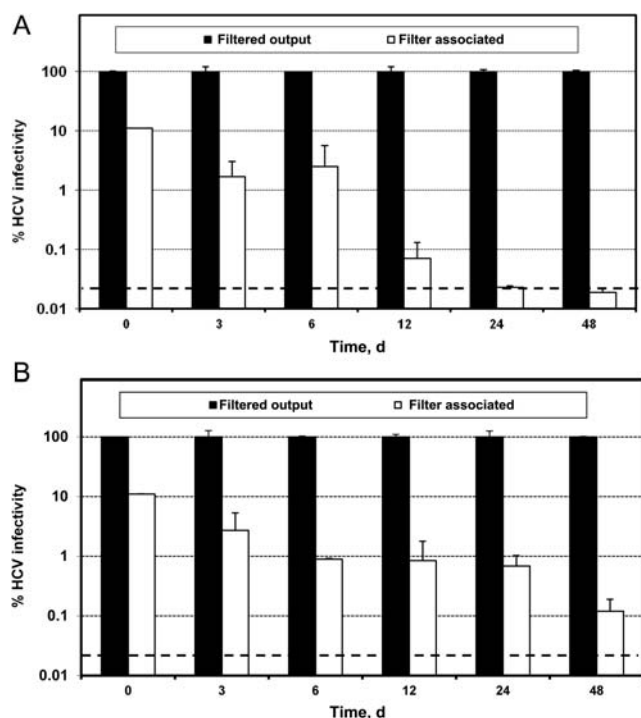 A
Filtered output Filter associated
% HCV infectivity
100
10
1
0.1
0.01
0 3 6 12 24 48
Time, d
B
Filtered output Filter associated
% HCV infectivity
100
10
1
0.1
0.01
0 3 6 12 24 48
Time, d